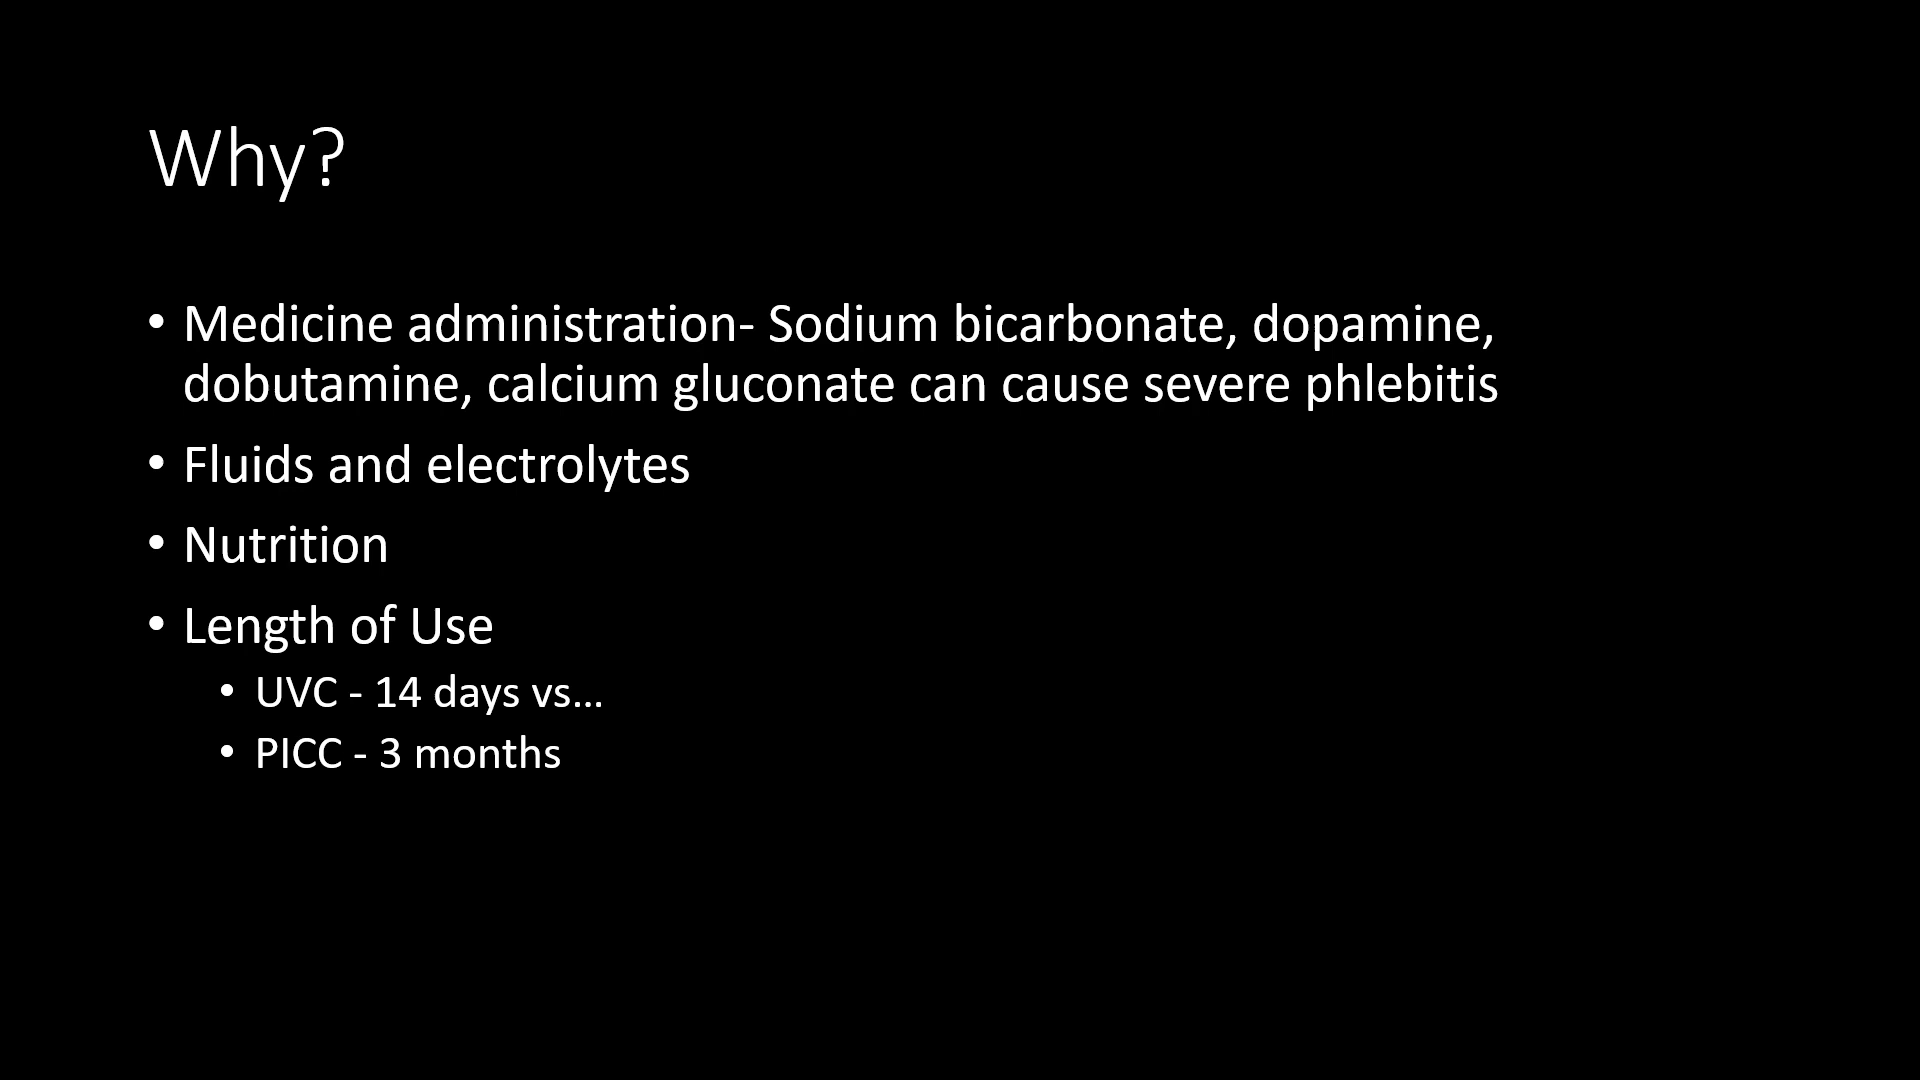 Why?
• Medicine administration- Sodium bicarbonate, dopamine,
dobutamine, calcium gluconate can cause severe phlebitis
• Fluids and electrolytes
• Nutrition
• Length of Use
• UVC - 14 days vs...
• PICC - 3 months